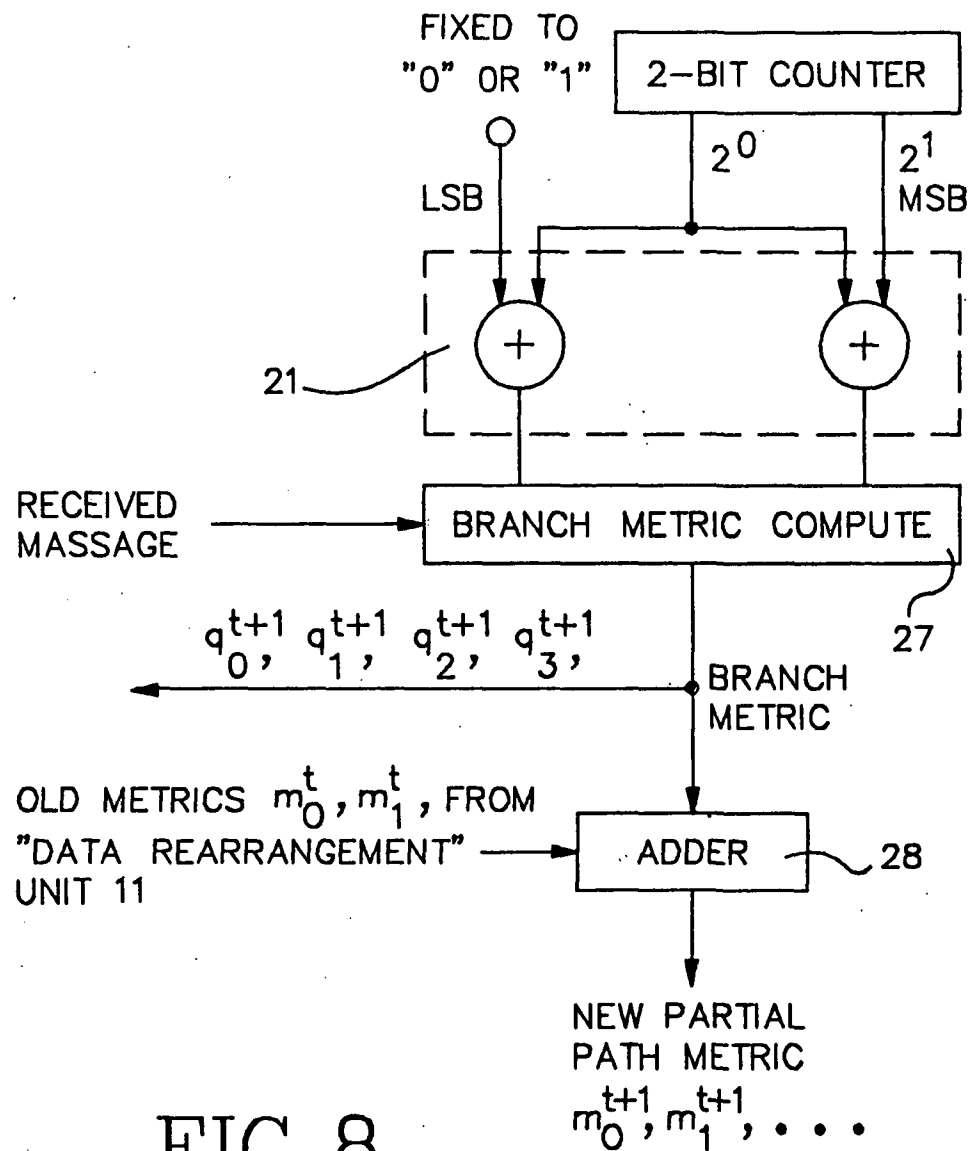 FIXED TO
"0" OR "1"
2-BIT COUNTER
2^0
2^1
LSB
MSB
+
+
21
RECEIVED
MASSAGE
BRANCH METRIC COMPUTE
27
q_0^{t+1}, q_1^{t+1}, q_2^{t+1}, q_3^{t+1},
BRANCH
METRIC
OLD METRICS m_0^t, m_1^t, FROM
"DATA REARRANGEMENT"
UNIT 11
ADDER
28
NEW PARTIAL
PATH METRIC
m_0^{t+1}, m_1^{t+1}, • • •
FIG. 8